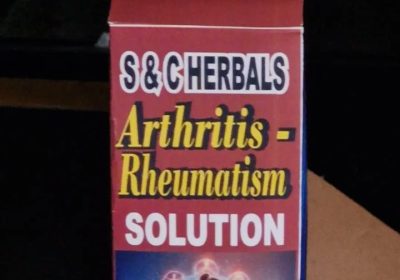 S & C HERBALS
Arthritis -
Rheumatism
SOLUTION